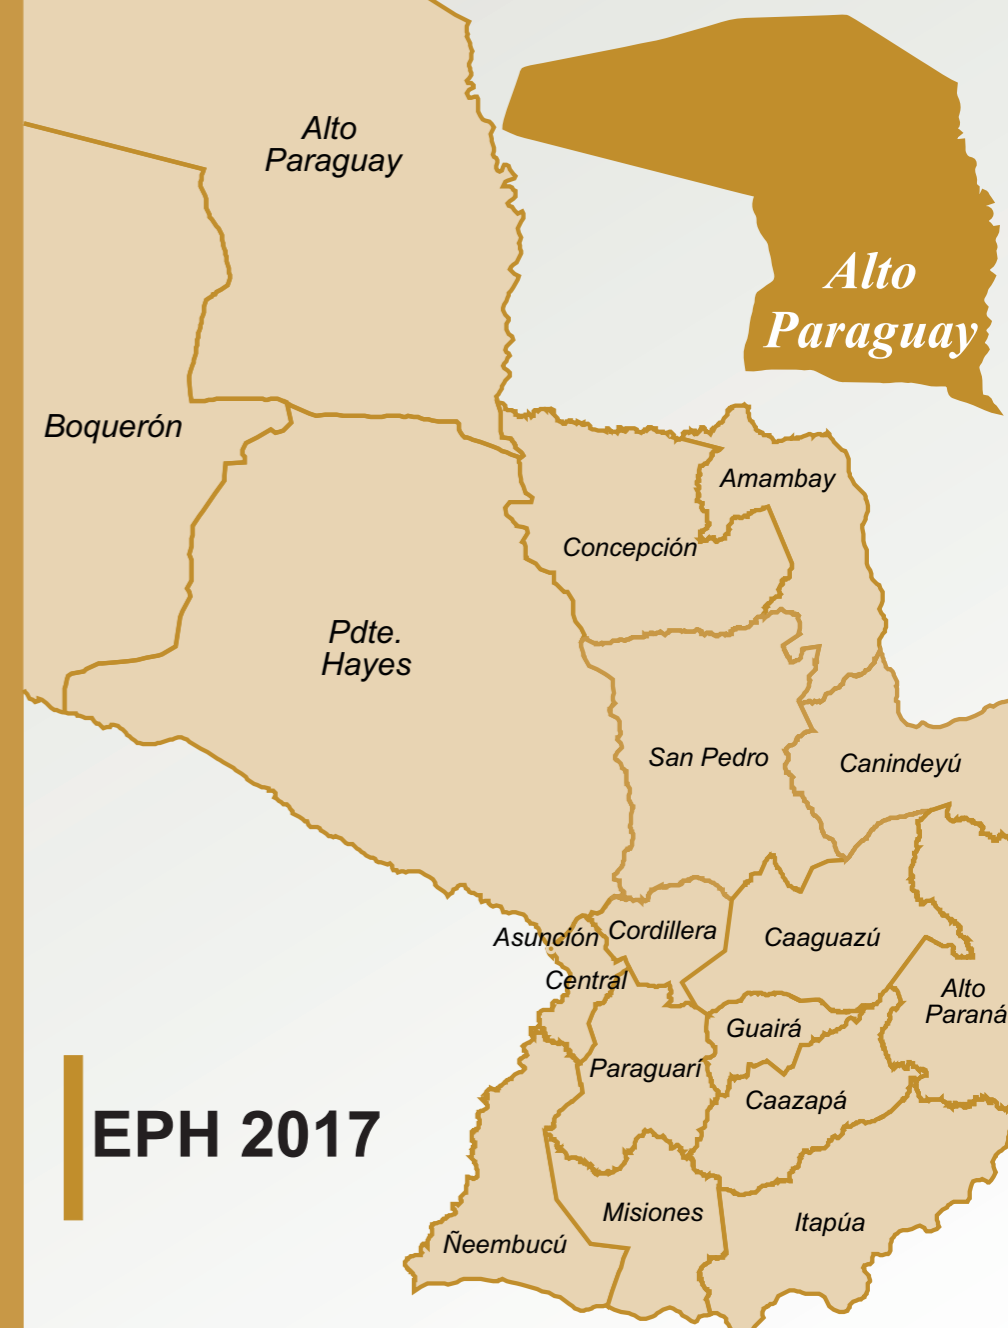 Alto
Paraguay
Alto
Paraguay
Boquerón
Amambay
Concepción
Pdte.
Hayes
San Pedro
Canindeyú
Asunción
Cordillera
Caaguazú
Central
Alto
Paraná
Guairá
Paraguarí
Caazapá
EPH 2017
Misiones
Itapúa
Ñeembucú